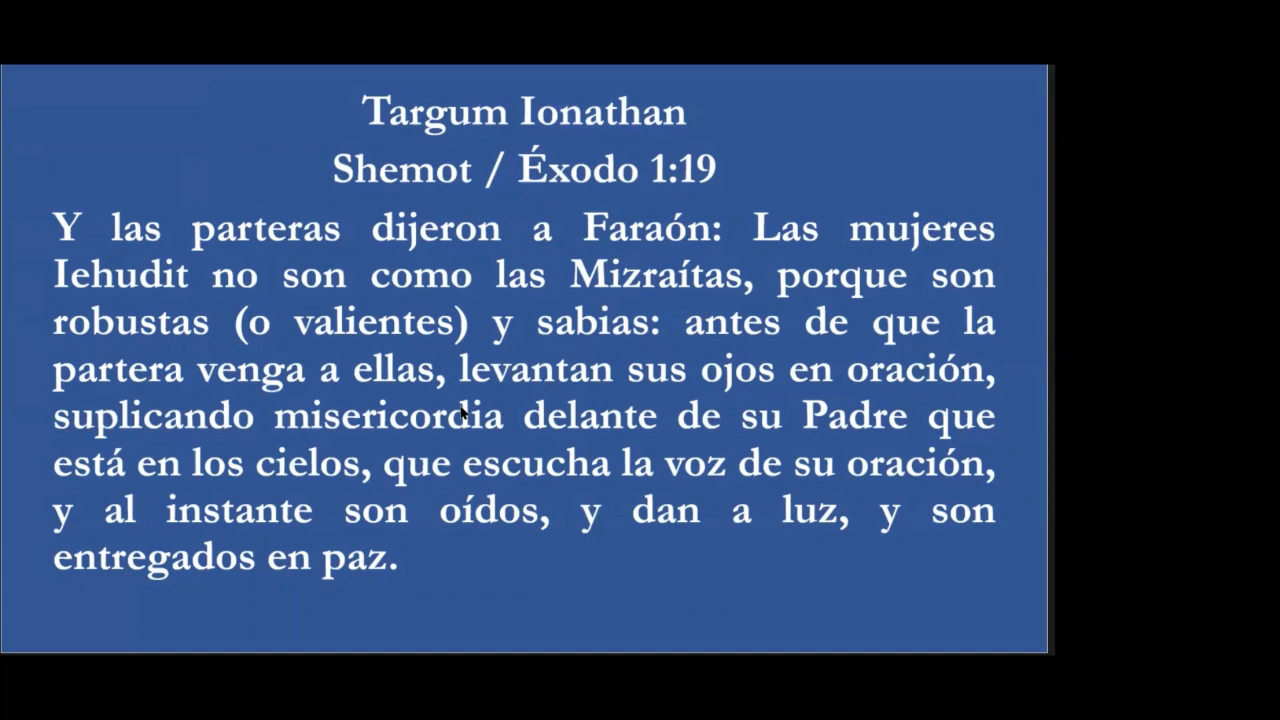 Targum Ionathan
Shemot / Éxodo 1:19
Y las parteras dijeron a Faraón: Las mujeres
Iehudit no son como las Mizraítas, porque son
robustas (o valientes) y sabias: antes de que la
partera venga a ellas, levantan sus ojos en oración,
suplicando misericordia delante de su Padre que
está en los cielos, que escucha la voz de su oración,
y al instante son oídos, y dan a luz, y son
entregados en paz.